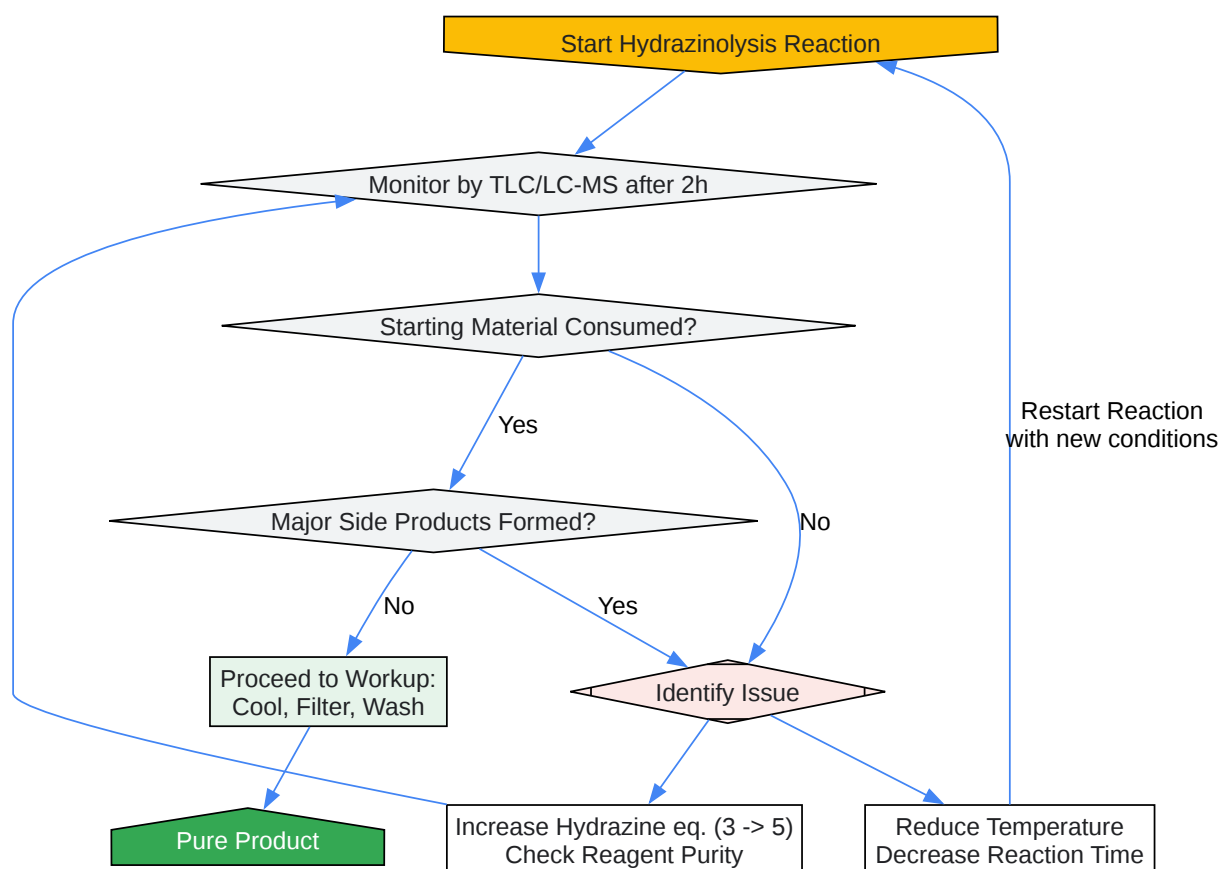 Start Hydrazinolysis Reaction
Monitor by TLC/LC-MS after 2h
Starting Material Consumed?
Restart Reaction
with new conditions
Yes
Major Side Products Formed?
No
No
Yes
Proceed to Workup:
Cool, Filter, Wash
Identify Issue
Pure Product
Increase Hydrazine eq. (3 -> 5)
Check Reagent Purity
Reduce Temperature
Decrease Reaction Time